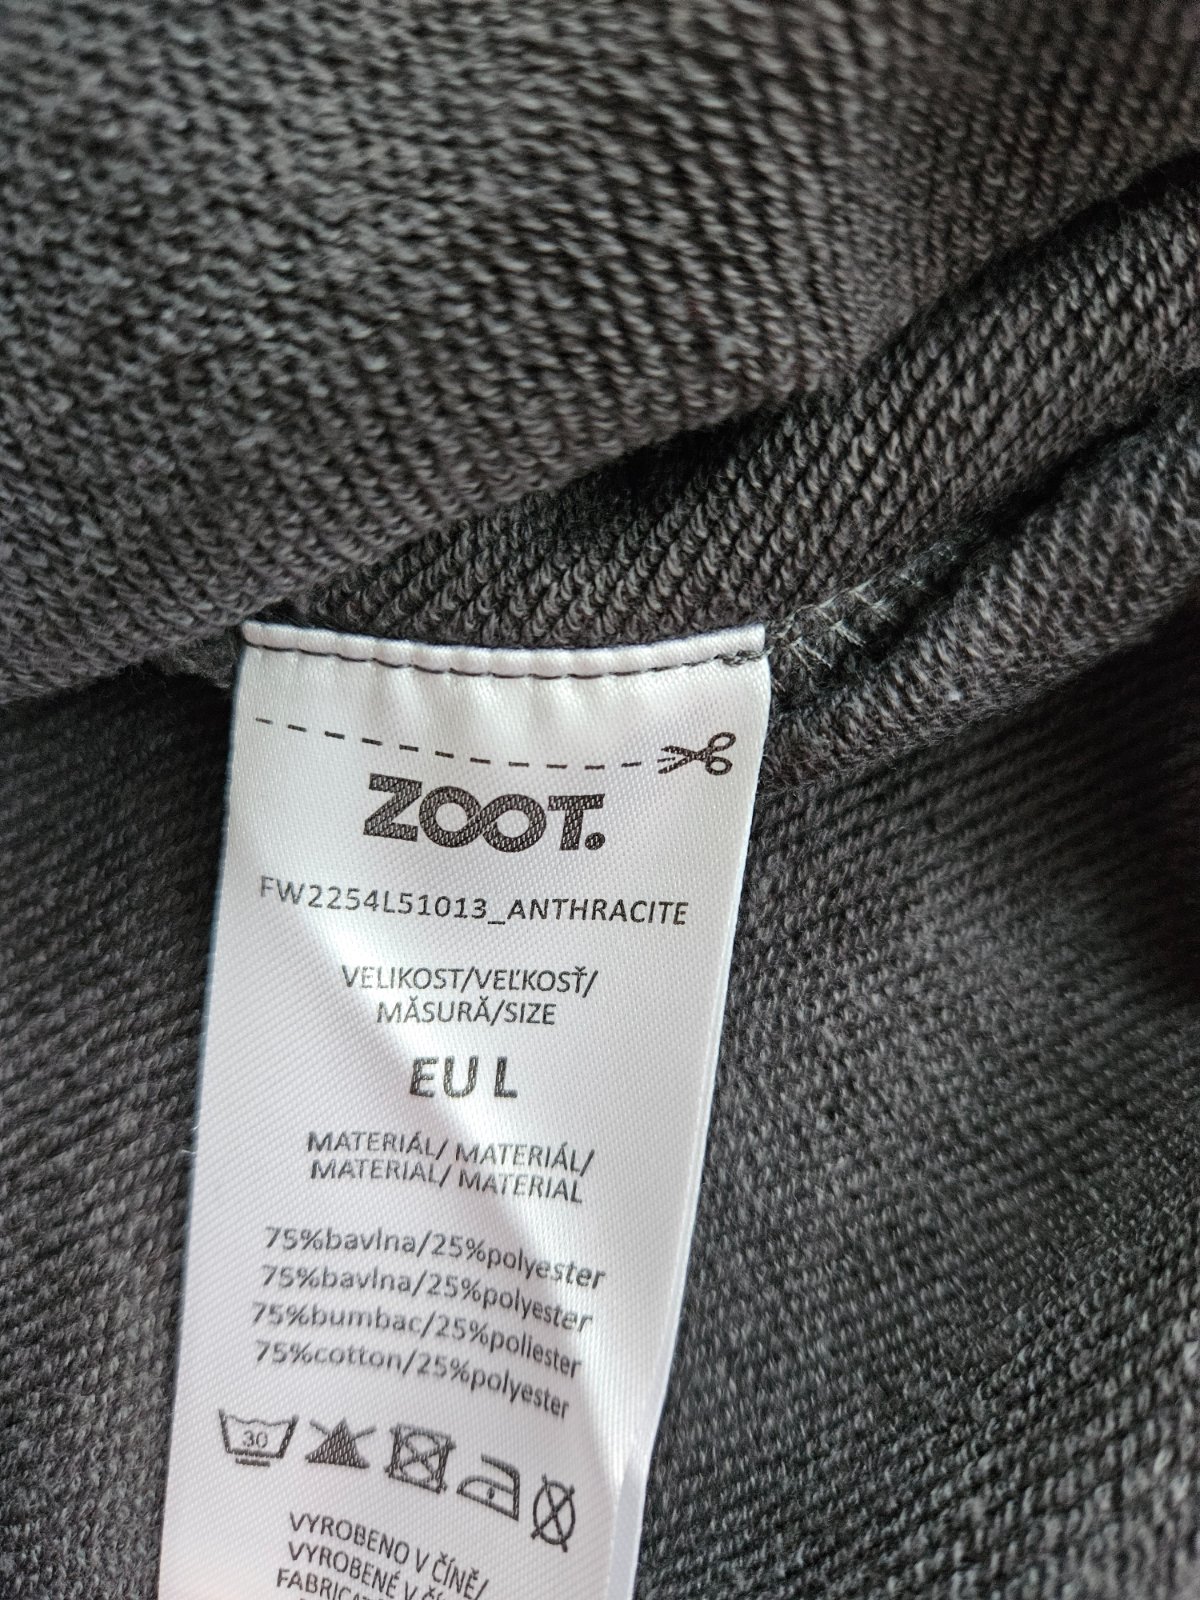 ZOOT.
FW2254L51013_ANTHRACITE
VELIKOST/VEĽKOSŤ/
MĂSURĂ/SIZE
EU L
MATERIÁL/ MATERIÁL/
MATERIAL/ MATERIAL
75%bavlna/25%polyester
75%bavlna/25%polyester
75%bumbac/25%poliester
75%cotton/25%polyester
30
VYROBENO V ČÍNĚ/
VYROBENÉ V